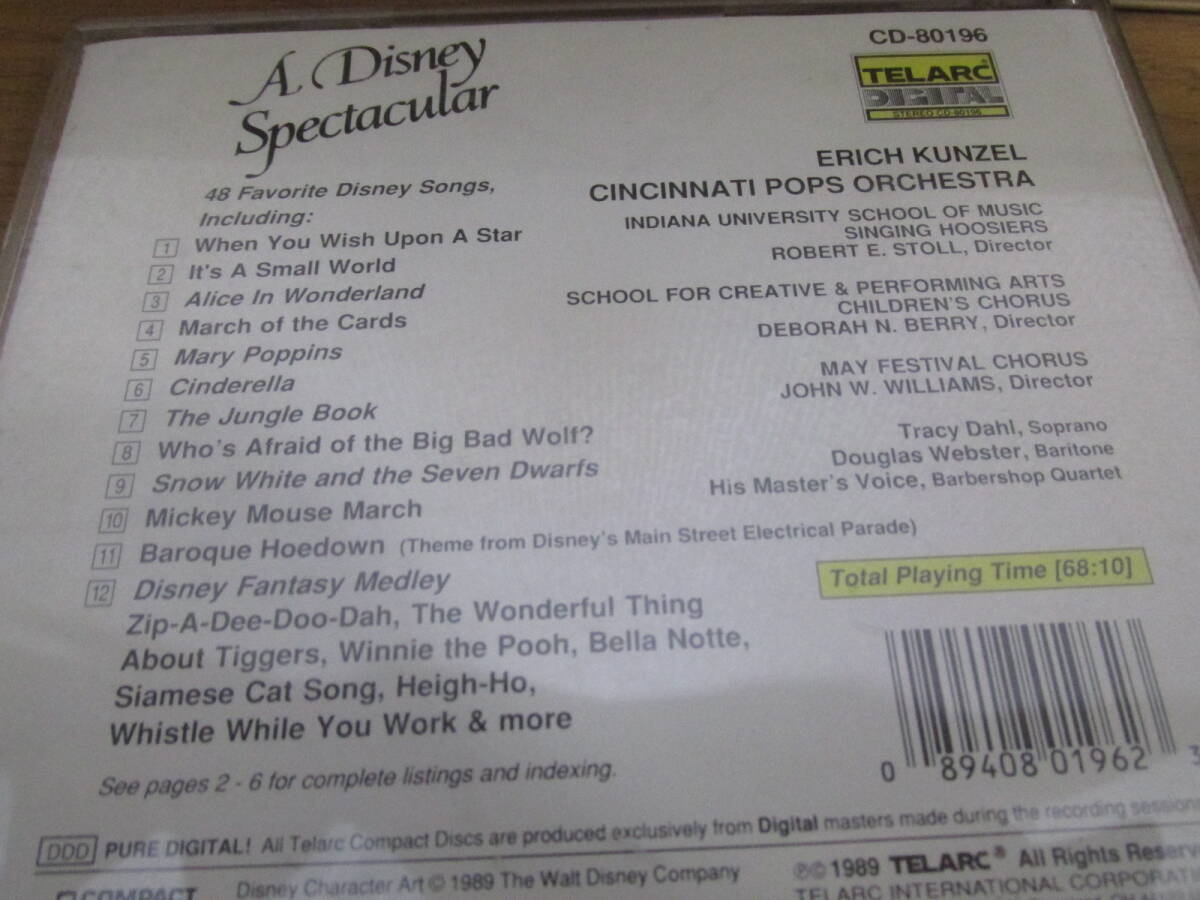 A Disney
Spectacular
48 Favorite Disney Songs,
Including:
1 When You Wish Upon A Star
2 It's A Small World
3 Alice In Wonderland
4 March of the Cards
5 Mary Poppins
6 Cinderella
7 The Jungle Book
8 Who's Afraid of the Big Bad Wolf?
9 Snow White and the Seven Dwarfs
10 Mickey Mouse March
11 Baroque Hoedown (Theme from Disney's Main Street Electrical Parade)
12 Disney Fantasy Medley
Zip-A-Dee-Doo-Dah, The Wonderful Thing
About Tiggers, Winnie the Pooh, Bella Notte,
Siamese Cat Song, Heigh-Ho,
Whistle While You Work & more
See pages 2 - 6 for complete listings and indexing.
CD-80196
TELARC
DIGITAL
STEREO CD-80196
ERICH KUNZEL
CINCINNATI POPS ORCHESTRA
INDIANA UNIVERSITY SCHOOL OF MUSIC
SINGING HOOSIERS
ROBERT E. STOLL, Director
SCHOOL FOR CREATIVE & PERFORMING ARTS
CHILDREN'S CHORUS
DEBORAH N. BERRY, Director
MAY FESTIVAL CHORUS
JOHN W. WILLIAMS, Director
Tracy Dahl, Soprano
Douglas Webster, Baritone
His Master's Voice, Barbershop Quartet
Total Playing Time [68:10]
0 89408 01962 3
DDD PURE DIGITAL! All Telarc Compact Discs are produced exclusively from Digital masters made during the recording
COMPACT
Disney Character Art © 1989 The Walt Disney Company
℗© 1989 TELARC® All Rights
TELARC INTERNATIONAL